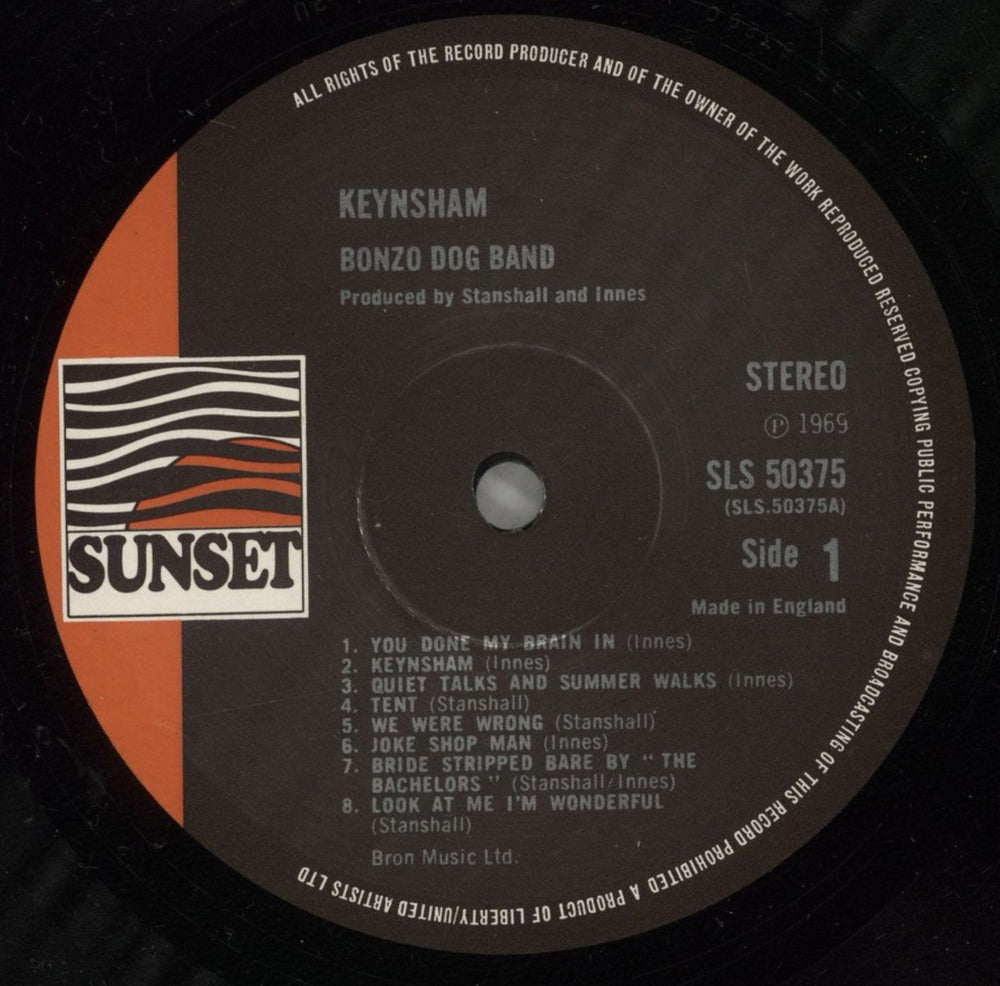 ALL RIGHTS OF THE RECORD PRODUCER AND OF THE OWNER OF THE WORK REPRODUCED RESERVED COPYING PUBLIC PERFORMANCE AND BROADCASTING OF THIS RECORD PROHIBITED A PRODUCT OF LIBERTY/UNITED ARTISTS LTD
KEYNSHAM
BONZO DOG BAND
Produced by Stanshall and Innes
STEREO
Ⓟ 1969
SLS 50375
(SLS.50375A)
Side 1
Made in England
SUNSET
1. YOU DONE MY BRAIN IN (Innes)
2. KEYNSHAM (Innes)
3. QUIET TALKS AND SUMMER WALKS (Innes)
4. TENT (Stanshall)
5. WE WERE WRONG (Stanshall)
6. JOKE SHOP MAN (Innes)
7. BRIDE STRIPPED BARE BY " THE
BACHELORS " (Stanshall/Innes)
8. LOOK AT ME I'M WONDERFUL
(Stanshall)
Bron Music Ltd.